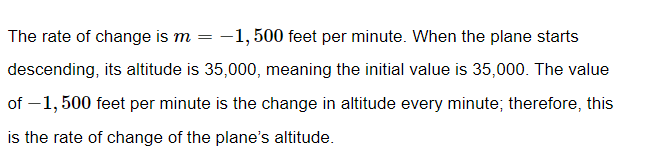 The rate of change is m = −1, 500 feet per minute. When the plane starts
descending, its altitude is 35,000, meaning the initial value is 35,000. The value
of −1, 500 feet per minute is the change in altitude every minute; therefore, this
is the rate of change of the plane’s altitude.